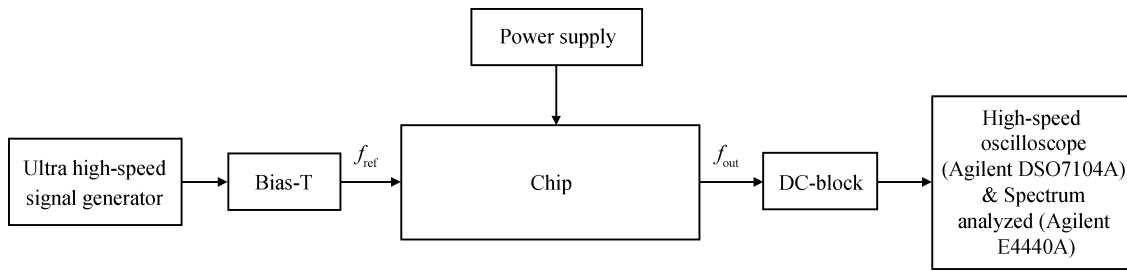 Power supply
Ultra high-speed
signal generator
Bias-T
f_ref
Chip
f_out
DC-block
High-speed
oscilloscope
(Agilent DSO7104A)
& Spectrum
analyzed (Agilent
E4440A)